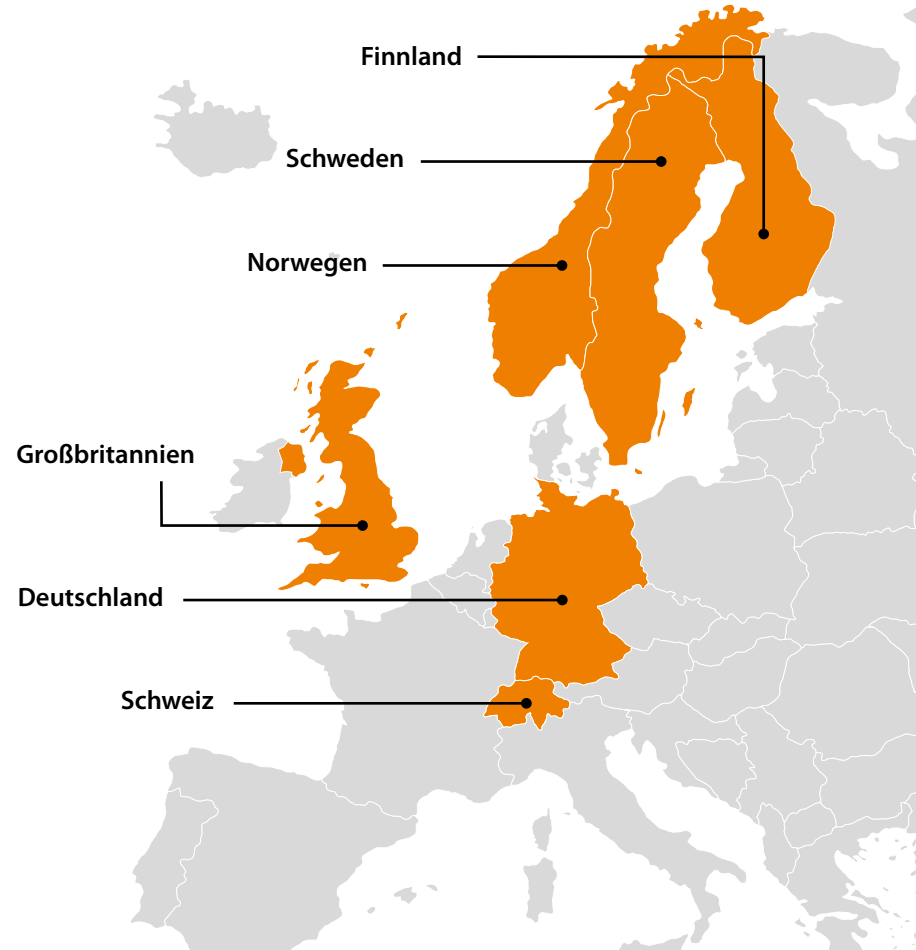 Finnland
Schweden
Norwegen
Großbritannien
Deutschland
Schweiz